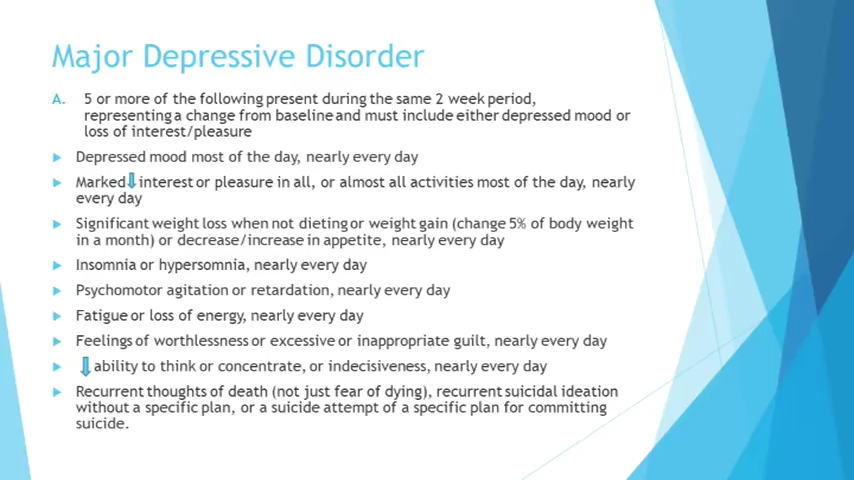 Major Depressive Disorder
A. 5 or more of the following present during the same 2 week period,
representing a change from baseline and must include either depressed mood or
loss of interest/pleasure
Depressed mood most of the day, nearly every day
Marked interest or pleasure in all, or almost all activities most of the day, nearly
every day
Significant weight loss when not dieting or weight gain (change 5% of body weight
in a month) or decrease/increase in appetite, nearly every day
Insomnia or hypersomnia, nearly every day
Psychomotor agitation or retardation, nearly every day
Fatigue or loss of energy, nearly every day
Feelings of worthlessness or excessive or inappropriate guilt, nearly every day
ability to think or concentrate, or indecisiveness, nearly every day
Recurrent thoughts of death (not just fear of dying), recurrent suicidal ideation
without a specific plan, or a suicide attempt of a specific plan for committing
suicide.